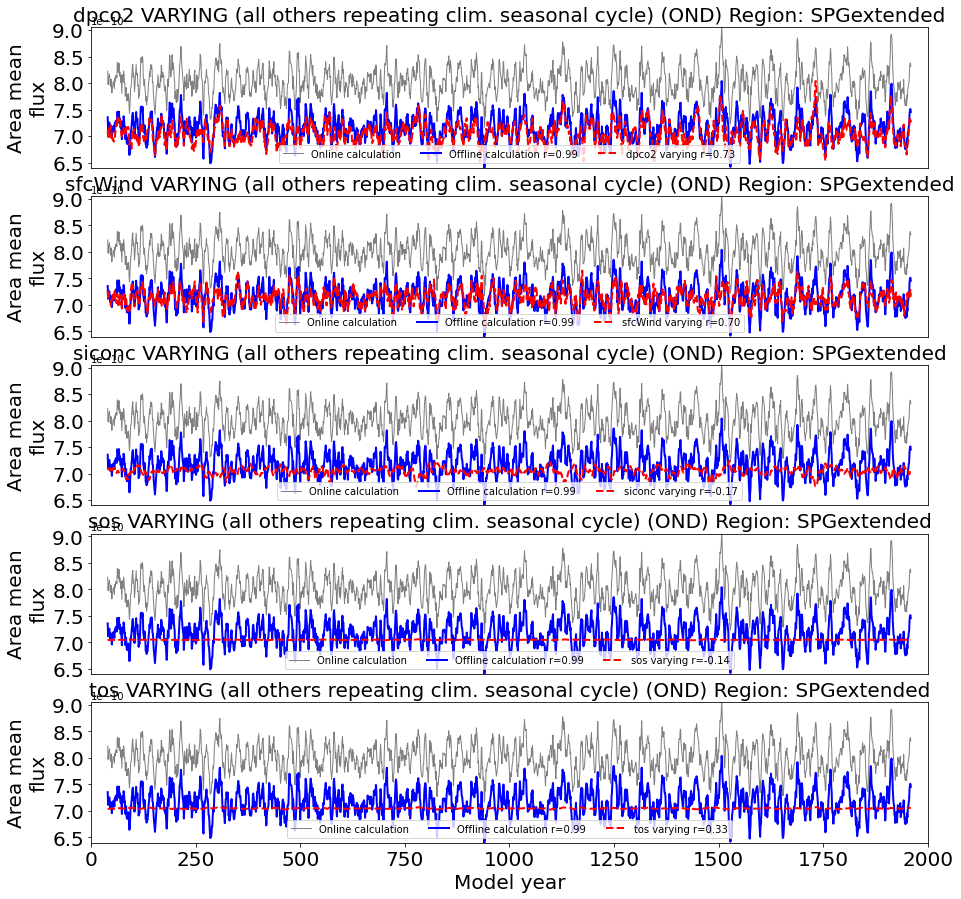 dpco2 VARYING (all others repeating clim. seasonal cycle) (OND) Region: SPGextended
1e-10
9.0
8.5
8.0
7.5
7.0
6.5
Area mean
flux
Online calculation
Offline calculation r=0.99
dpco2 varying r=0.73
sfcWind VARYING (all others repeating clim. seasonal cycle) (OND) Region: SPGextended
1e-10
9.0
8.5
8.0
7.5
7.0
6.5
Area mean
flux
Online calculation
Offline calculation r=0.99
sfcWind varying r=0.70
siconc VARYING (all others repeating clim. seasonal cycle) (OND) Region: SPGextended
1e-10
9.0
8.5
8.0
7.5
7.0
6.5
Area mean
flux
Online calculation
Offline calculation r=0.99
siconc varying r=-0.17
sos VARYING (all others repeating clim. seasonal cycle) (OND) Region: SPGextended
1e-10
9.0
8.5
8.0
7.5
7.0
6.5
Area mean
flux
Online calculation
Offline calculation r=0.99
sos varying r=-0.14
tos VARYING (all others repeating clim. seasonal cycle) (OND) Region: SPGextended
1e-10
9.0
8.5
8.0
7.5
7.0
6.5
Area mean
flux
Online calculation
Offline calculation r=0.99
tos varying r=0.33
0 250 500 750 1000 1250 1500 1750 2000
Model year